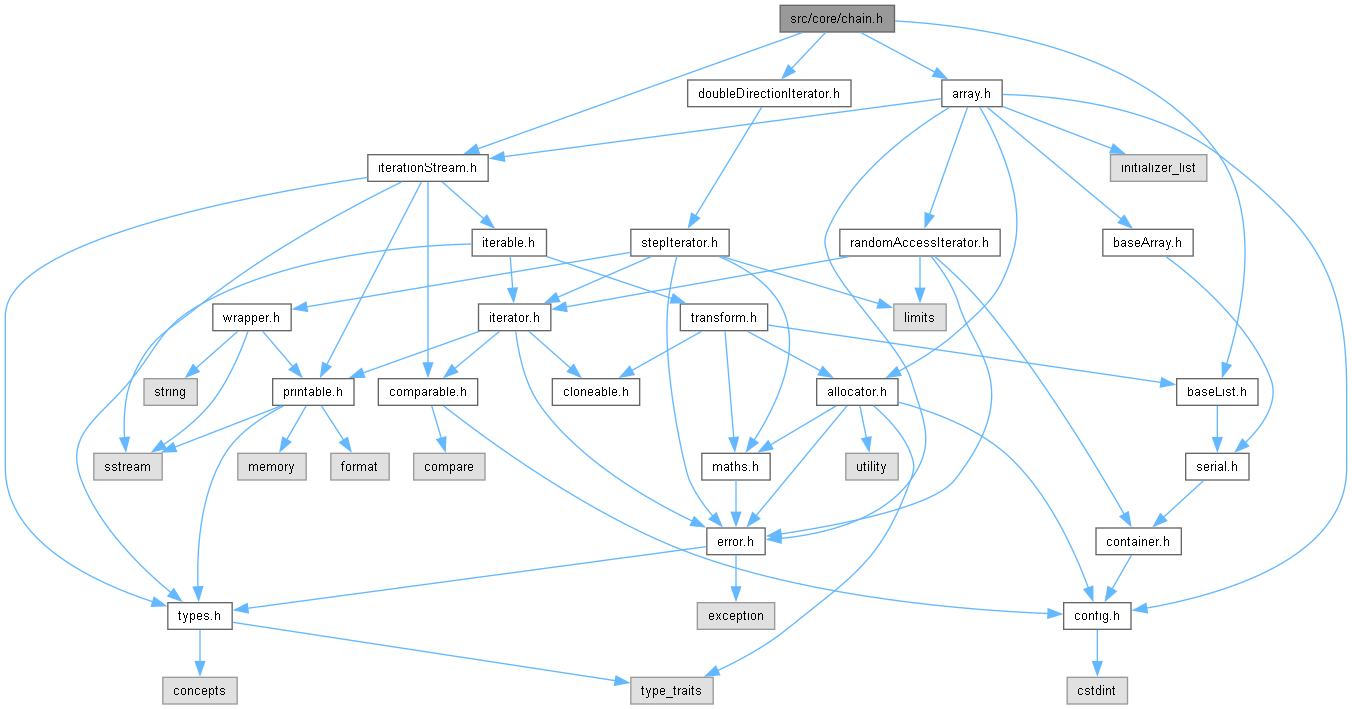 src/core/chain.h
doubleDirectionIterator.h
array.h
iterationStream.h
initializer_list
iterable.h
stepIterator.h
randomAccessIterator.h
baseArray.h
wrapper.h
iterator.h
transform.h
limits
string
printable.h
comparable.h
cloneable.h
allocator.h
baseList.h
sstream
memory
format
compare
maths.h
utility
serial.h
error.h
container.h
types.h
exception
config.h
concepts
type_traits
cstdint